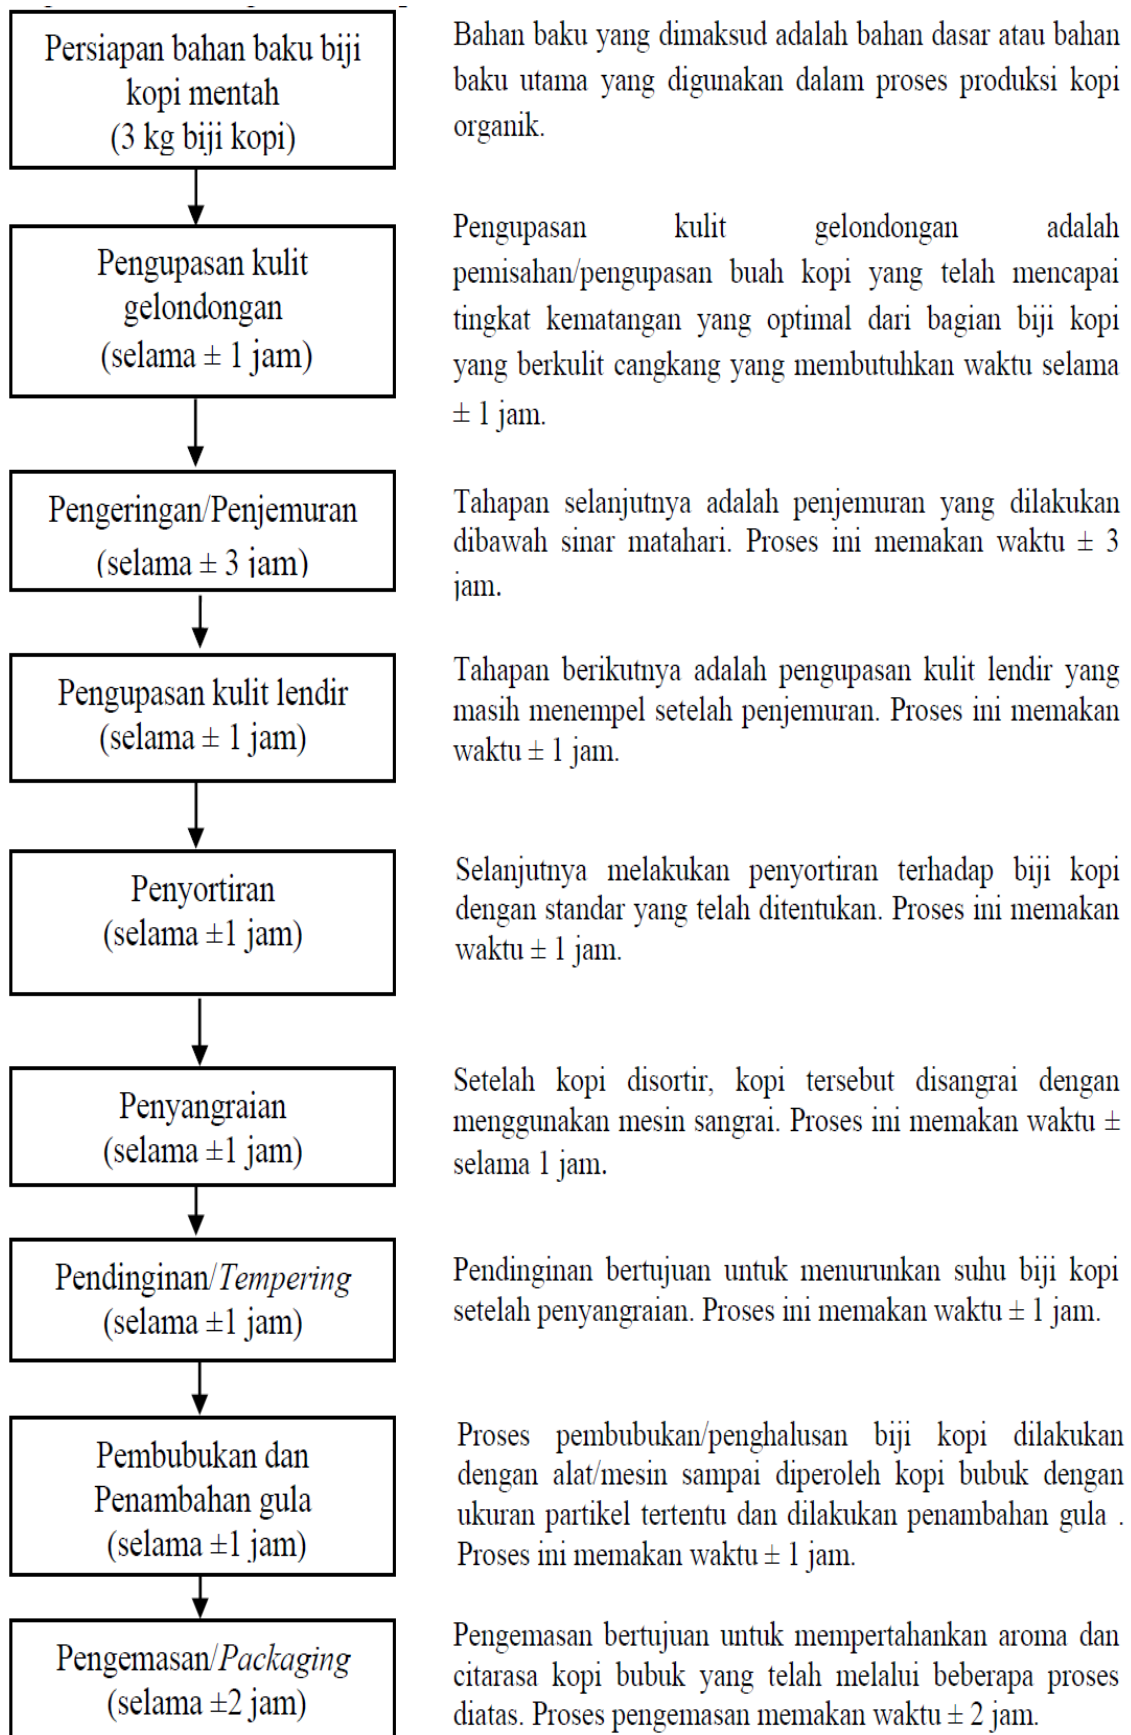 Persiapan bahan baku biji
kopi mentah
(3 kg biji kopi)
Bahan baku yang dimaksud adalah bahan dasar atau bahan
baku utama yang digunakan dalam proses produksi kopi
organik.
Pengupasan kulit
gelondongan
(selama ± 1 jam)
Pengupasan kulit gelondongan adalah
pemisahan/pengupasan buah kopi yang telah mencapai
tingkat kematangan yang optimal dari bagian biji kopi
yang berkulit cangkang yang membutuhkan waktu selama
± 1 jam.
Pengeringan/Penjemuran
(selama ± 3 jam)
Tahapan selanjutnya adalah penjemuran yang dilakukan
dibawah sinar matahari. Proses ini memakan waktu ± 3
jam.
Pengupasan kulit lendir
(selama ± 1 jam)
Tahapan berikutnya adalah pengupasan kulit lendir yang
masih menempel setelah penjemuran. Proses ini memakan
waktu ± 1 jam.
Penyortiran
(selama ±1 jam)
Selanjutnya melakukan penyortiran terhadap biji kopi
dengan standar yang telah ditentukan. Proses ini memakan
waktu ± 1 jam.
Penyangraian
(selama ±1 jam)
Setelah kopi disortir, kopi tersebut disangrai dengan
menggunakan mesin sangrai. Proses ini memakan waktu ±
selama 1 jam.
Pendinginan/Tempering
(selama ±1 jam)
Pendinginan bertujuan untuk menurunkan suhu biji kopi
setelah penyangraian. Proses ini memakan waktu ± 1 jam.
Pembubukan dan
Penambahan gula
(selama ±1 jam)
Proses pembubukan/penghalusan biji kopi dilakukan
dengan alat/mesin sampai diperoleh kopi bubuk dengan
ukuran partikel tertentu dan dilakukan penambahan gula .
Proses ini memakan waktu ± 1 jam.
Pengemasan/Packaging
(selama ±2 jam)
Pengemasan bertujuan untuk mempertahankan aroma dan
citarasa kopi bubuk yang telah melalui beberapa proses
diatas. Proses pengemasan memakan waktu ± 2 jam.